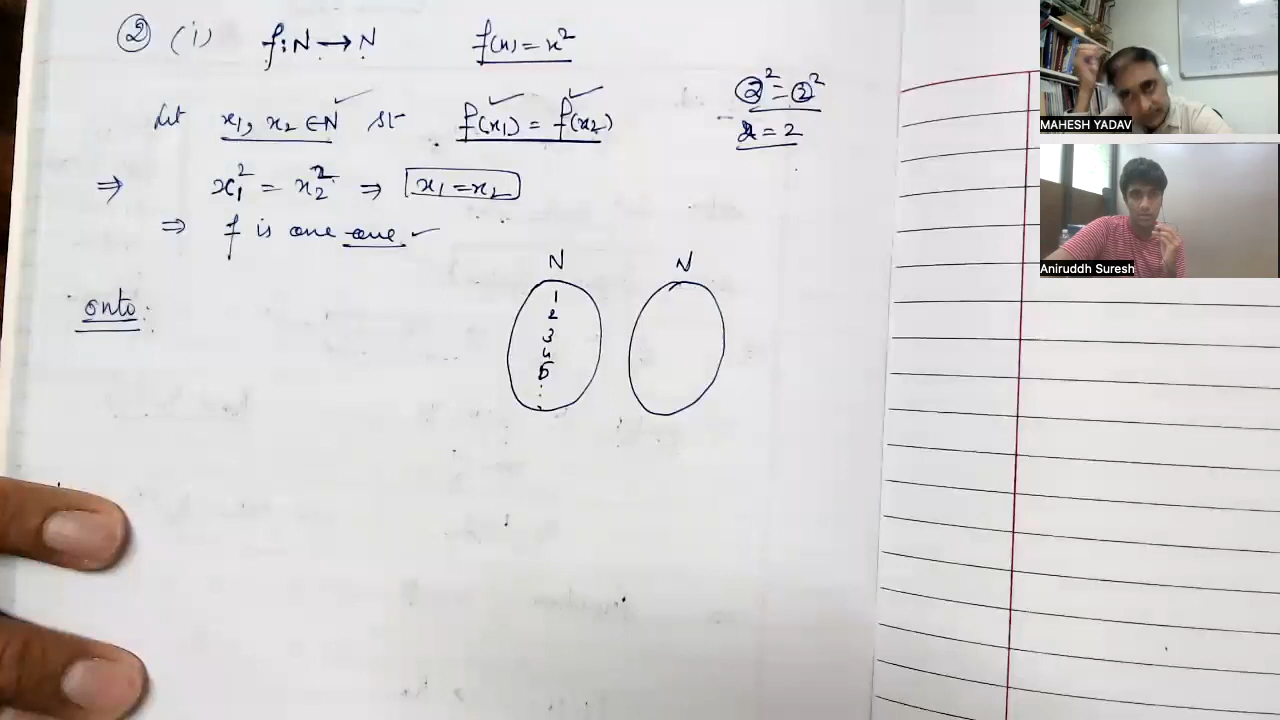 ② (i) f: N → N f(x) = x²
Let x₁, x₂ ∈ N st f(x₁) = f(x₂)
②² = ②²
2 = 2
⇒ x₁² = x₂² ⇒ x₁ = x₂
⇒ f is one one
onto:
N N
1
2
3
4
5
MAHESH YADAV
Aniruddh Suresh